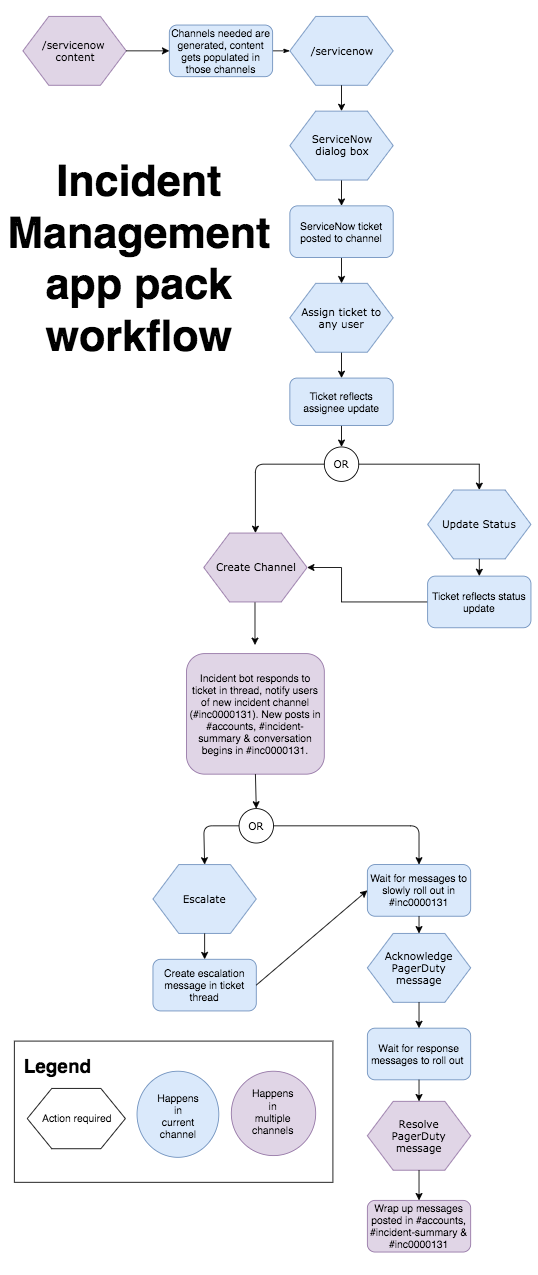 /servicenow
content
Channels needed are
generated, content
gets populated in
those channels
/servicenow
ServiceNow
dialog box
Incident
Management
app pack
workflow
ServiceNow ticket
posted to channel
Assign ticket to
any user
Ticket reflects
assignee update
OR
Update Status
Create Channel
Ticket reflects status
update
Incident bot responds to
ticket in thread, notify users
of new incident channel
(#inc0000131). New posts in
#accounts, #incident-
summary & conversation
begins in #inc0000131.
OR
Escalate
Wait for messages to
slowly roll out in
#inc0000131
Create escalation
message in ticket
thread
Acknowledge
PagerDuty
message
Wait for response
messages to roll out
Legend
Action required
Happens
in
current
channel
Happens
in
multiple
channels
Resolve
PagerDuty
message
Wrap up messages
posted in #accounts,
#incident-summary &
#inc0000131